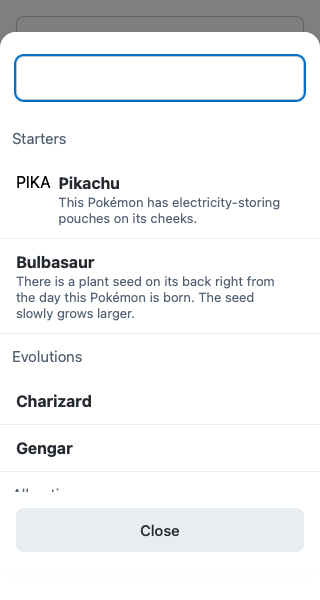 Starters
PIKA Pikachu
This Pokémon has electricity-storing
pouches on its cheeks.
Bulbasaur
There is a plant seed on its back right from
the day this Pokémon is born. The seed
slowly grows larger.
Evolutions
Charizard
Gengar
Close